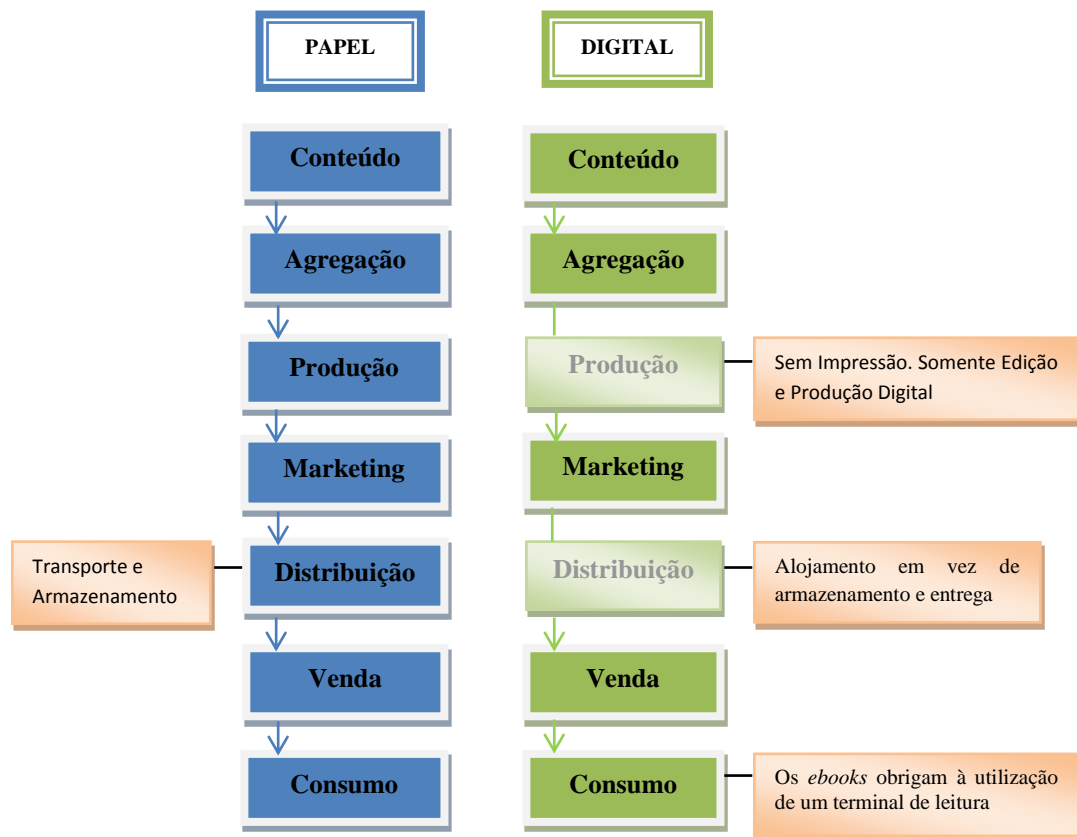 PAPEL
DIGITAL
Conteúdo
Conteúdo
Agregação
Agregação
Produção
Produção
Sem Impressão. Somente Edição
e Produção Digital
Marketing
Marketing
Transporte e
Armazenamento
Distribuição
Distribuição
Alojamento em vez de
armazenamento e entrega
Venda
Venda
Consumo
Consumo
Os ebooks obrigam à utilização
de um terminal de leitura